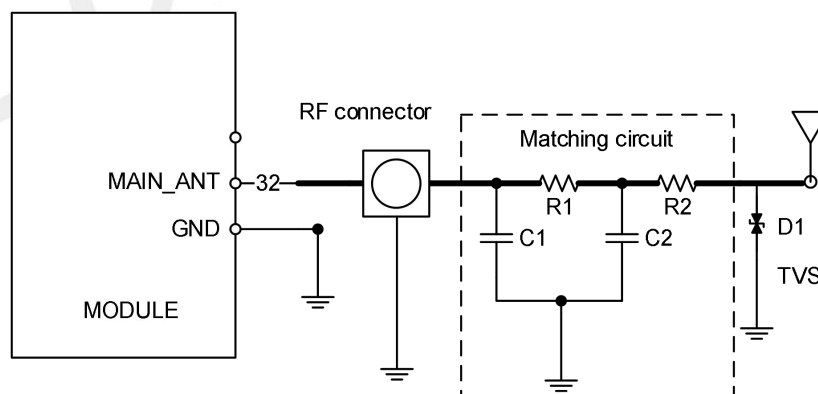 RF connector
Matching circuit
MAIN_ANT
32
R1
R2
GND
C1
C2
D1
TVS
MODULE